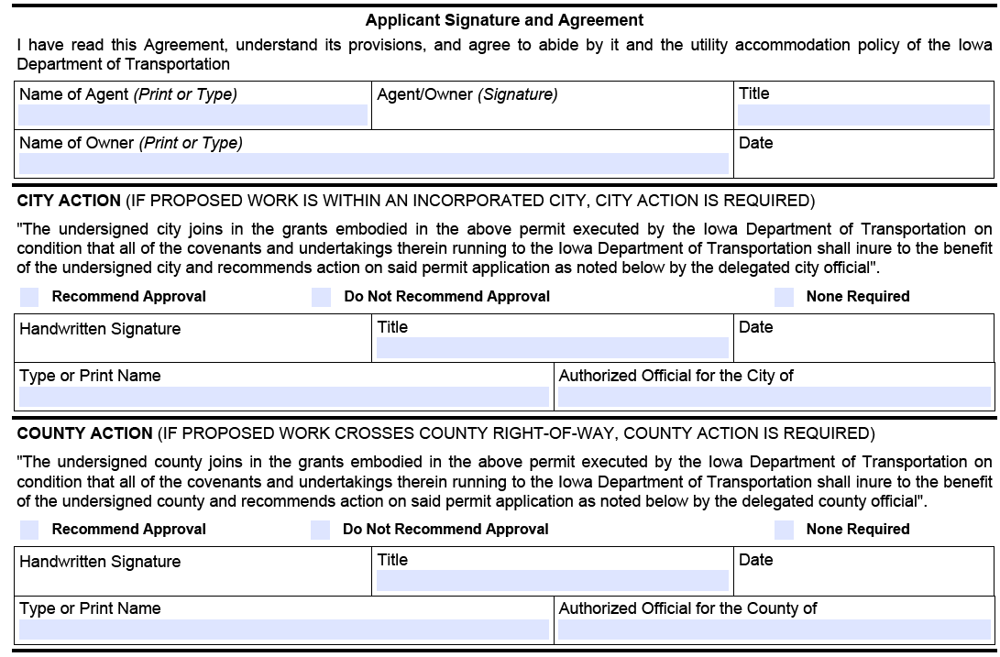 Applicant Signature and Agreement
I have read this Agreement, understand its provisions, and agree to abide by it and the utility accommodation policy of the Iowa
Department of Transportation
Name of Agent (Print or Type)
Agent/Owner (Signature)
Title
Name of Owner (Print or Type)
Date
CITY ACTION (IF PROPOSED WORK IS WITHIN AN INCORPORATED CITY, CITY ACTION IS REQUIRED)
"The undersigned city joins in the grants embodied in the above permit executed by the Iowa Department of Transportation on
condition that all of the covenants and undertakings therein running to the Iowa Department of Transportation shall inure to the benefit
of the undersigned city and recommends action on said permit application as noted below by the delegated city official".
Recommend Approval
Do Not Recommend Approval
None Required
Handwritten Signature
Title
Date
Type or Print Name
Authorized Official for the City of
COUNTY ACTION (IF PROPOSED WORK CROSSES COUNTY RIGHT-OF-WAY, COUNTY ACTION IS REQUIRED)
"The undersigned county joins in the grants embodied in the above permit executed by the Iowa Department of Transportation on
condition that all of the covenants and undertakings therein running to the Iowa Department of Transportation shall inure to the benefit
of the undersigned county and recommends action on said permit application as noted below by the delegated county official".
Recommend Approval
Do Not Recommend Approval
None Required
Handwritten Signature
Title
Date
Type or Print Name
Authorized Official for the County of